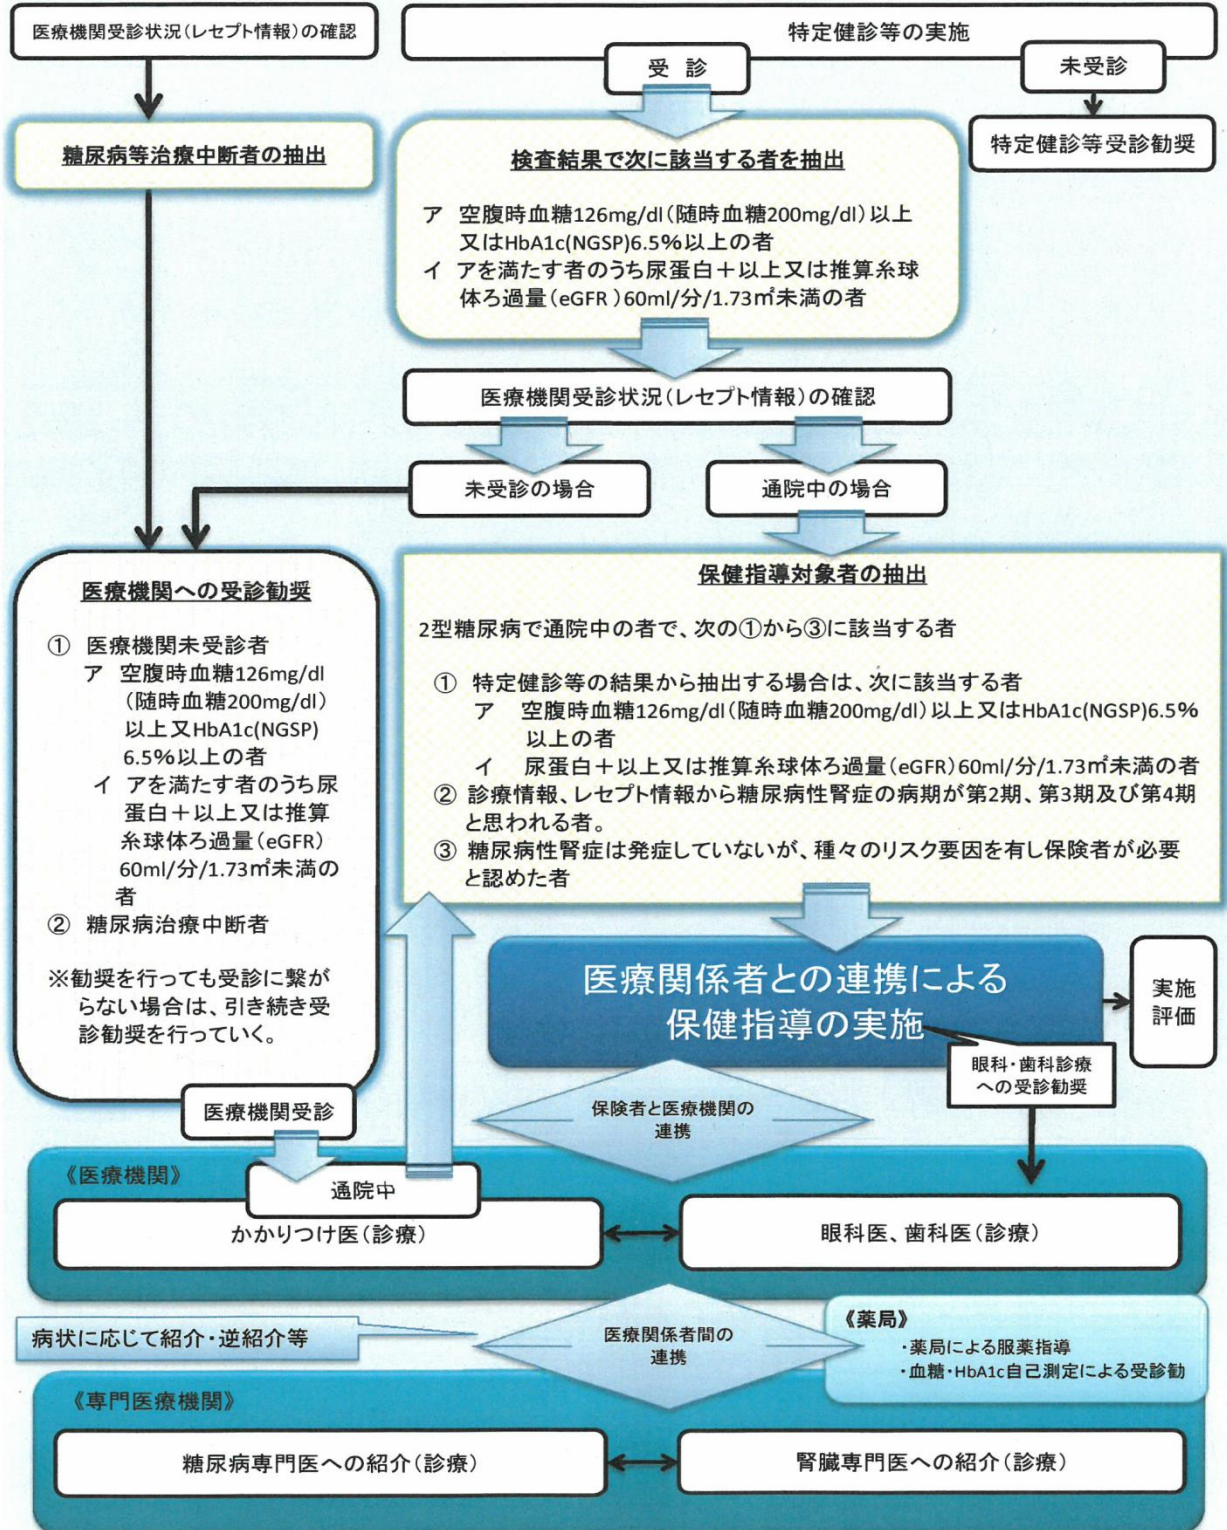 医療機関受診状況(レセプト情報)の確認
特定健診等の実施
受 診
未受診
特定健診等受診勧奨
糖尿病等治療中断者の抽出
検査結果で次に該当する者を抽出
ア 空腹時血糖126mg/dl(随時血糖200mg/dl)以上
又はHbA1c(NGSP)6.5%以上の者
イ アを満たす者のうち尿蛋白+以上又は推算糸球
体ろ過量(eGFR)60ml/分/1.73㎡未満の者
医療機関受診状況(レセプト情報)の確認
未受診の場合
通院中の場合
医療機関への受診勧奨
① 医療機関未受診者
ア 空腹時血糖126mg/dl
(随時血糖200mg/dl)
以上又HbA1c(NGSP)
6.5%以上の者
イ アを満たす者のうち尿
蛋白+以上又は推算
糸球体ろ過量(eGFR)
60ml/分/1.73㎡未満の
者
② 糖尿病治療中断者
※勧奨を行っても受診に繋が
らない場合は、引き続き受
診勧奨を行っていく。
医療機関受診
保健指導対象者の抽出
2型糖尿病で通院中の者で、次の①から③に該当する者
① 特定健診等の結果から抽出する場合は、次に該当する者
ア 空腹時血糖126mg/dl(随時血糖200mg/dl)以上又はHbA1c(NGSP)6.5%
以上の者
イ 尿蛋白+以上又は推算糸球体ろ過量(eGFR)60ml/分/1.73㎡未満の者
② 診療情報、レセプト情報から糖尿病性腎症の病期が第2期、第3期及び第4期
と思われる者。
③ 糖尿病性腎症は発症していないが、種々のリスク要因を有し保険者が必要
と認めた者
医療関係者との連携による
保健指導の実施
実施
評価
眼科・歯科診療
への受診勧奨
保険者と医療機関の
連携
《医療機関》
通院中
かかりつけ医(診療)
眼科医、歯科医(診療)
病状に応じて紹介・逆紹介等
医療関係者間の
連携
《薬局》
・薬局による服薬指導
・血糖・HbA1c自己測定による受診勧
《専門医療機関》
糖尿病専門医への紹介(診療)
腎臓専門医への紹介(診療)